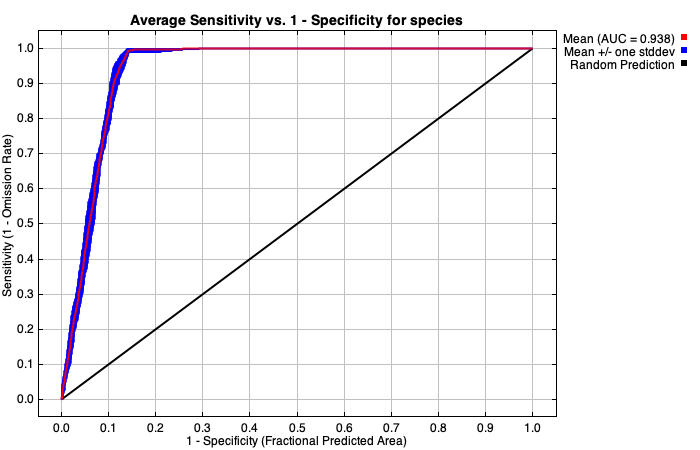 Average Sensitivity vs. 1 - Specificity for species
Mean (AUC = 0.938)
Mean +/- one stddev
Random Prediction
Sensitivity (1 - Omission Rate)
1.0
0.9
0.8
0.7
0.6
0.5
0.4
0.3
0.2
0.1
0.0
0.0 0.1 0.2 0.3 0.4 0.5 0.6 0.7 0.8 0.9 1.0
1 - Specificity (Fractional Predicted Area)